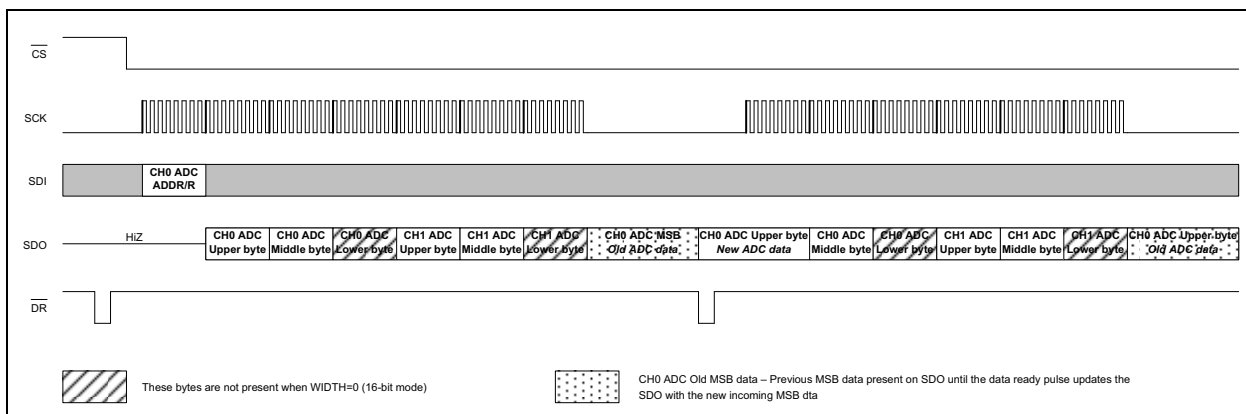 CS
SCK
SDI
CH0 ADC
ADDR/R
SDO
HiZ
CH0 ADC
Upper byte
CH0 ADC
Middle byte
CH0 ADC
Lower byte
CH1 ADC
Upper byte
CH1 ADC
Middle byte
CH1 ADC
Lower byte
CH0 ADC MSB
Old ADC data
CH0 ADC Upper byte
New ADC data
CH0 ADC
Middle byte
CH0 ADC
Lower byte
CH1 ADC
Upper byte
CH1 ADC
Middle byte
CH1 ADC
Lower byte
CH0 ADC Upper byte
Old ADC data
DR
These bytes are not present when WIDTH=0 (16-bit mode)
CH0 ADC Old MSB data – Previous MSB data present on SDO until the data ready pulse updates the
SDO with the new incoming MSB dta